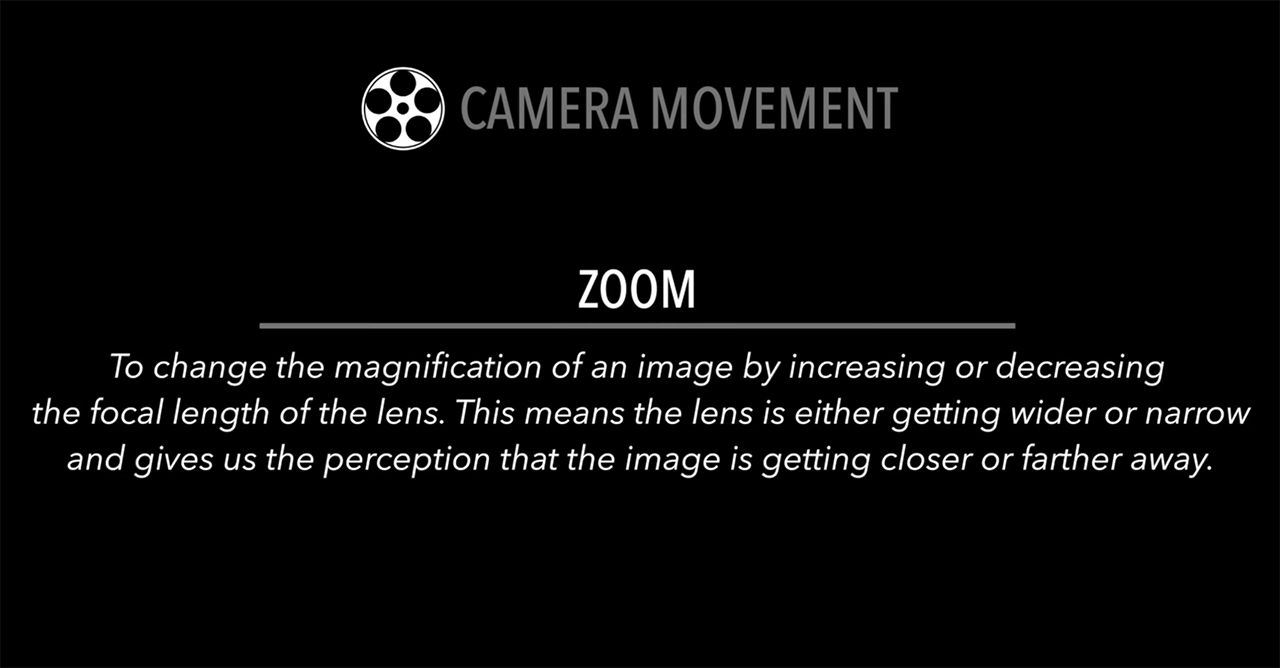 CAMERA MOVEMENT
ZOOM
To change the magnification of an image by increasing or decreasing
the focal length of the lens. This means the lens is either getting wider or narrow
and gives us the perception that the image is getting closer or farther away.